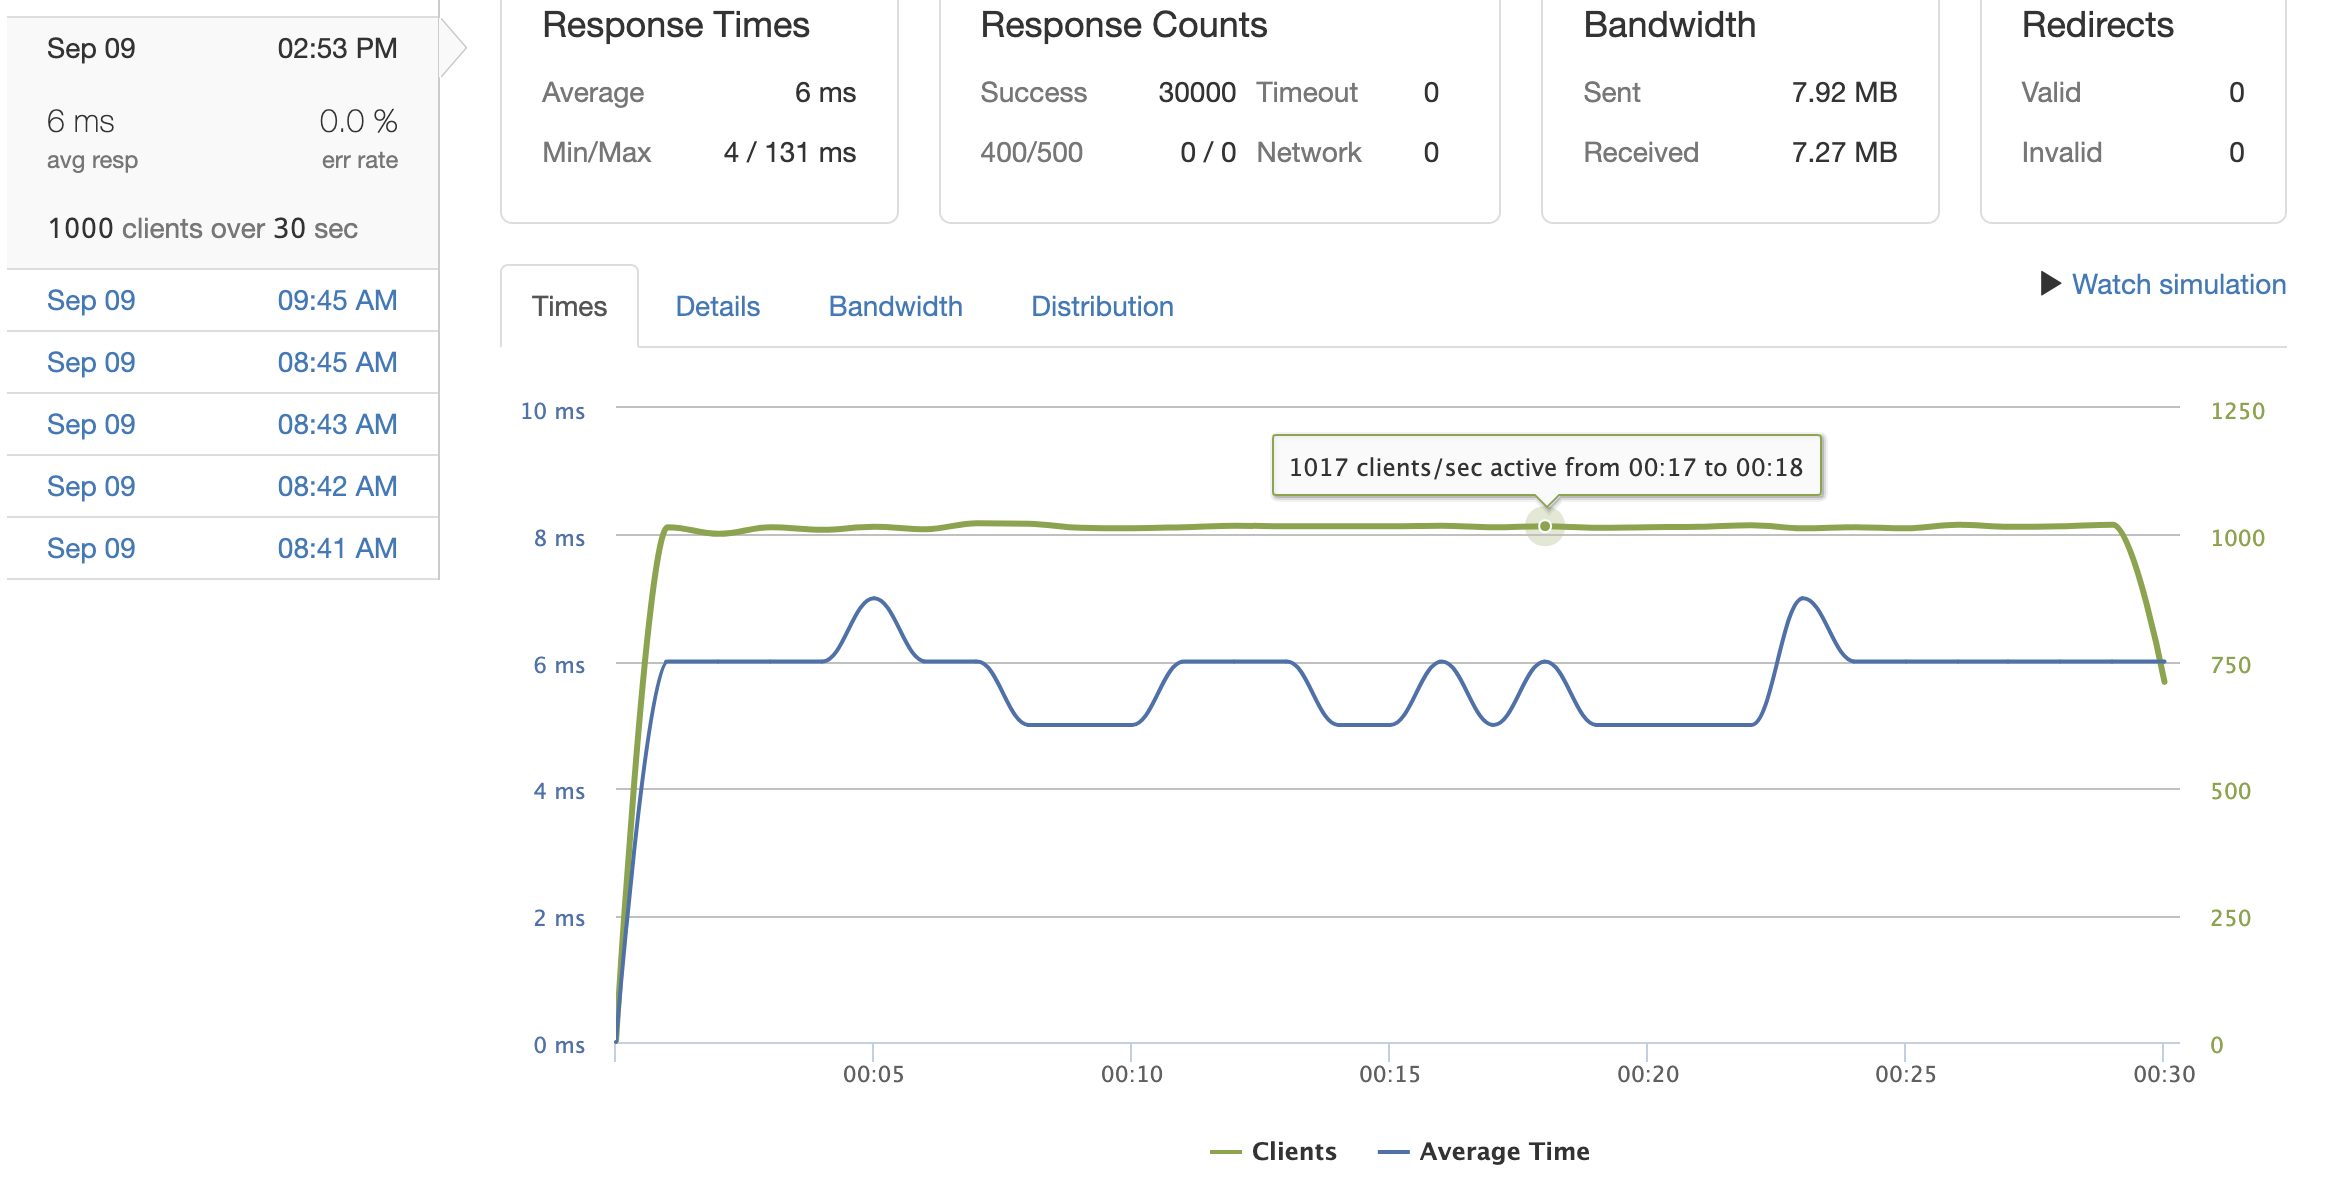 Sep 09 02:53 PM
6 ms 0.0 %
avg resp err rate
1000 clients over 30 sec
Sep 09 09:45 AM
Sep 09 08:45 AM
Sep 09 08:43 AM
Sep 09 08:42 AM
Sep 09 08:41 AM
Response Times
Average 6 ms
Min/Max 4 / 131 ms
Response Counts
Success 30000 Timeout 0
400/500 0 / 0 Network 0
Bandwidth
Sent 7.92 MB
Received 7.27 MB
Redirects
Valid 0
Invalid 0
Times Details Bandwidth Distribution
Watch simulation
10 ms 1250
1017 clients/sec active from 00:17 to 00:18
8 ms 1000
6 ms 750
4 ms 500
2 ms 250
0 ms 0
00:05 00:10 00:15 00:20 00:25 00:30
Clients Average Time